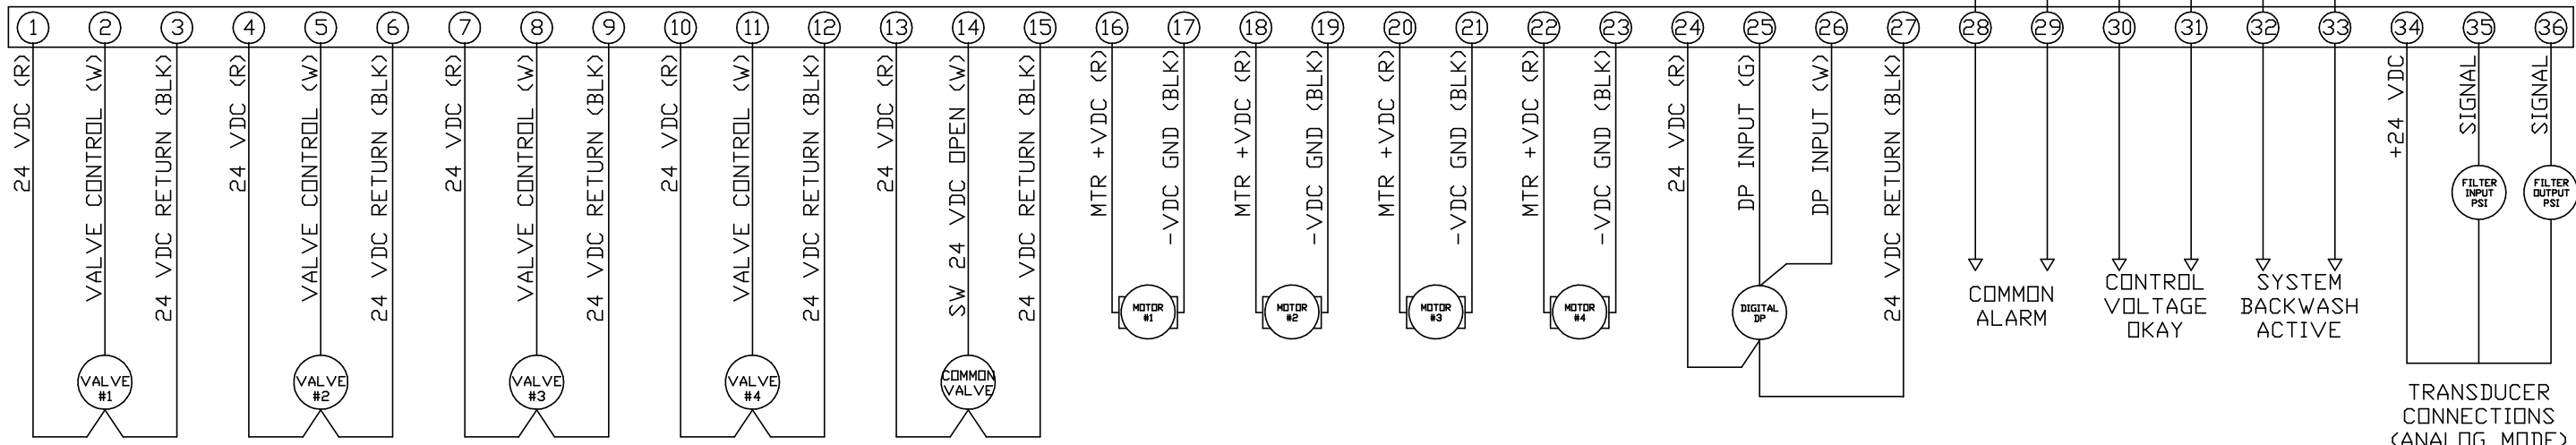 1 2 3 4 5 6 7 8 9 10 11 12 13 14 15 16 17 18 19 20 21 22 23 24 25 26 27 28 29 30 31 32 33 34 35 36
24 VDC (R)
VALVE CONTROL (W)
24 VDC RETURN (BLK)
24 VDC (R)
VALVE CONTROL (W)
24 VDC RETURN (BLK)
24 VDC (R)
VALVE CONTROL (W)
24 VDC RETURN (BLK)
24 VDC (R)
VALVE CONTROL (W)
24 VDC RETURN (BLK)
24 VDC (R)
SW 24 VDC OPEN (W)
24 VDC RETURN (BLK)
MTR +VDC (R)
-VDC GND (BLK)
MTR +VDC (R)
-VDC GND (BLK)
MTR +VDC (R)
-VDC GND (BLK)
MTR +VDC (R)
-VDC GND (BLK)
24 VDC (R)
DP INPUT (G)
DP INPUT (W)
24 VDC RETURN (BLK)
+24 VDC
SIGNAL
SIGNAL
VALVE
#1
VALVE
#2
VALVE
#3
VALVE
#4
COMMON
VALVE
MOTOR
#1
MOTOR
#2
MOTOR
#3
MOTOR
#4
DIGITAL
DP
COMMON
ALARM
CONTROL
VOLTAGE
OKAY
SYSTEM
BACKWASH
ACTIVE
FILTER
INPUT
PSI
FILTER
OUTPUT
PSI
TRANSDUCER
CONNECTIONS
(ANALOG MODE)